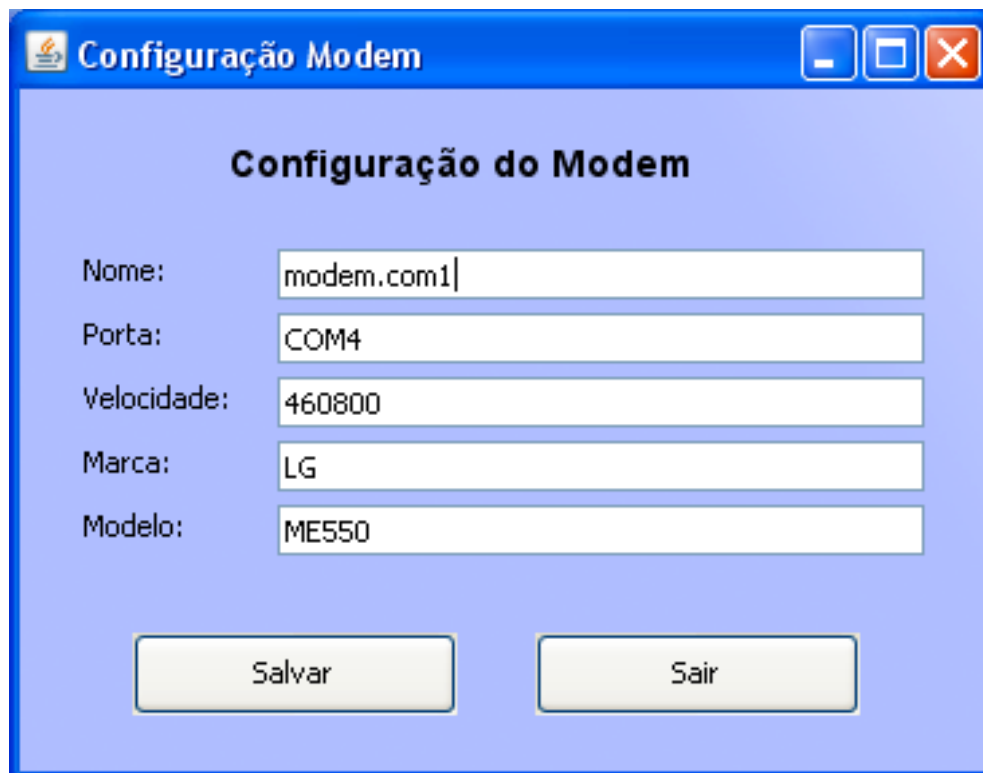 Configuração Modem
Configuração do Modem
Nome: modem.com1
Porta: COM4
Velocidade: 460800
Marca: LG
Modelo: ME550
Salvar Sair